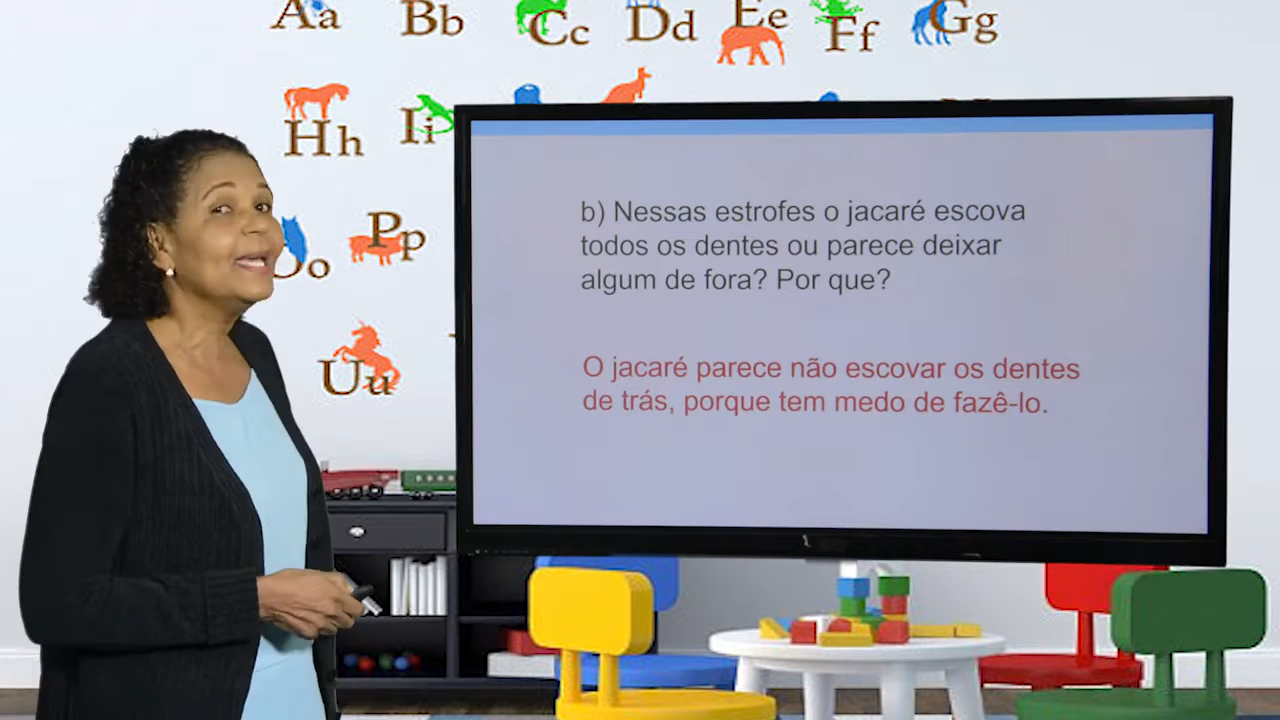 Aa Bb Cc Dd Ee Ff Gg
Hh Ii
Oo Pp
Uu
b) Nessas estrofes o jacaré escova
todos os dentes ou parece deixar
algum de fora? Por que?
O jacaré parece não escovar os dentes
de trás, porque tem medo de fazê-lo.